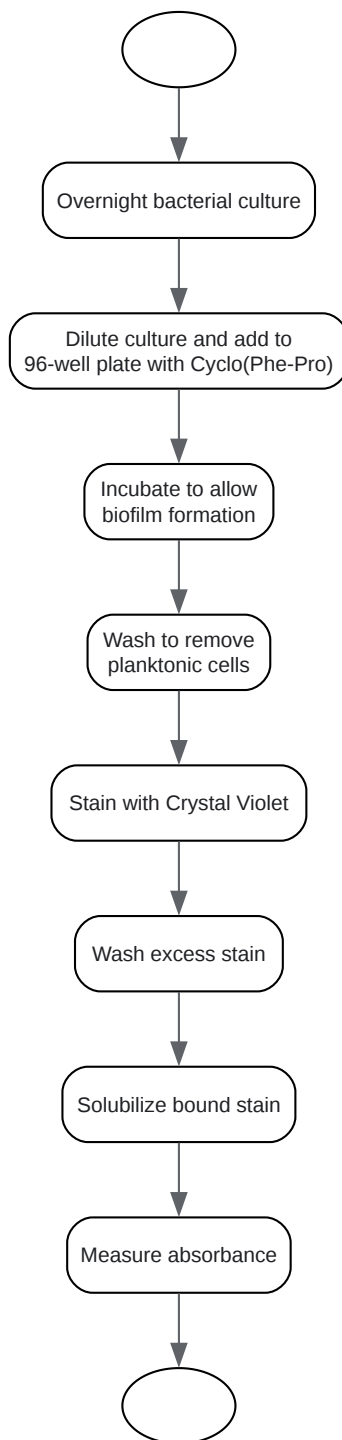 Overnight bacterial culture
Dilute culture and add to
96-well plate with Cyclo(Phe-Pro)
Incubate to allow
biofilm formation
Wash to remove
planktonic cells
Stain with Crystal Violet
Wash excess stain
Solubilize bound stain
Measure absorbance